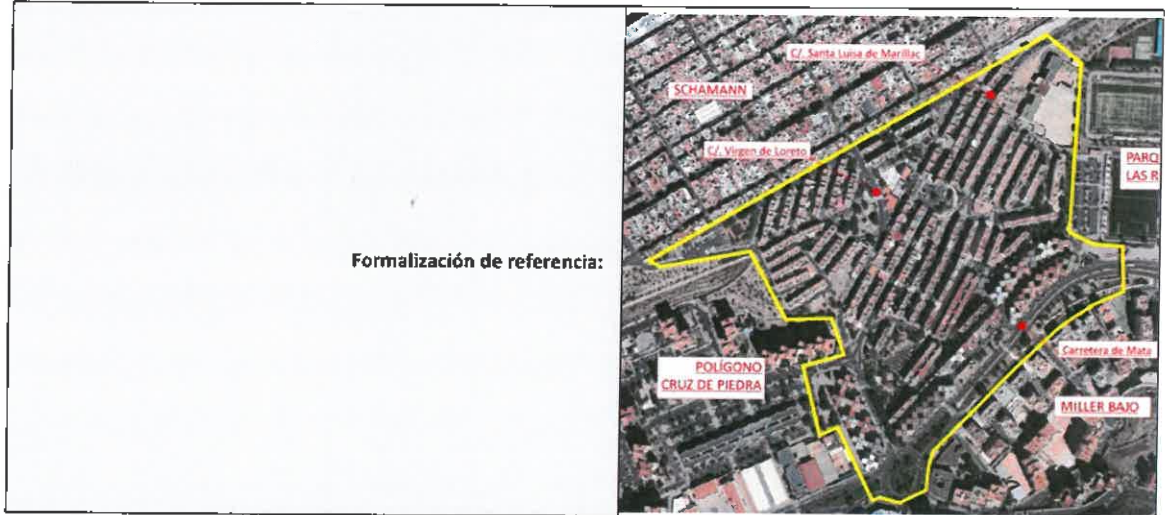 C/. Santa Luisa de Marillac
SCHAMANN
C/. Virgen de Loreto
PARQ
LAS R
Formalización de referencia:
Carretera de Mata
POLÍGONO
CRUZ DE PIEDRA
MILLER BAJO